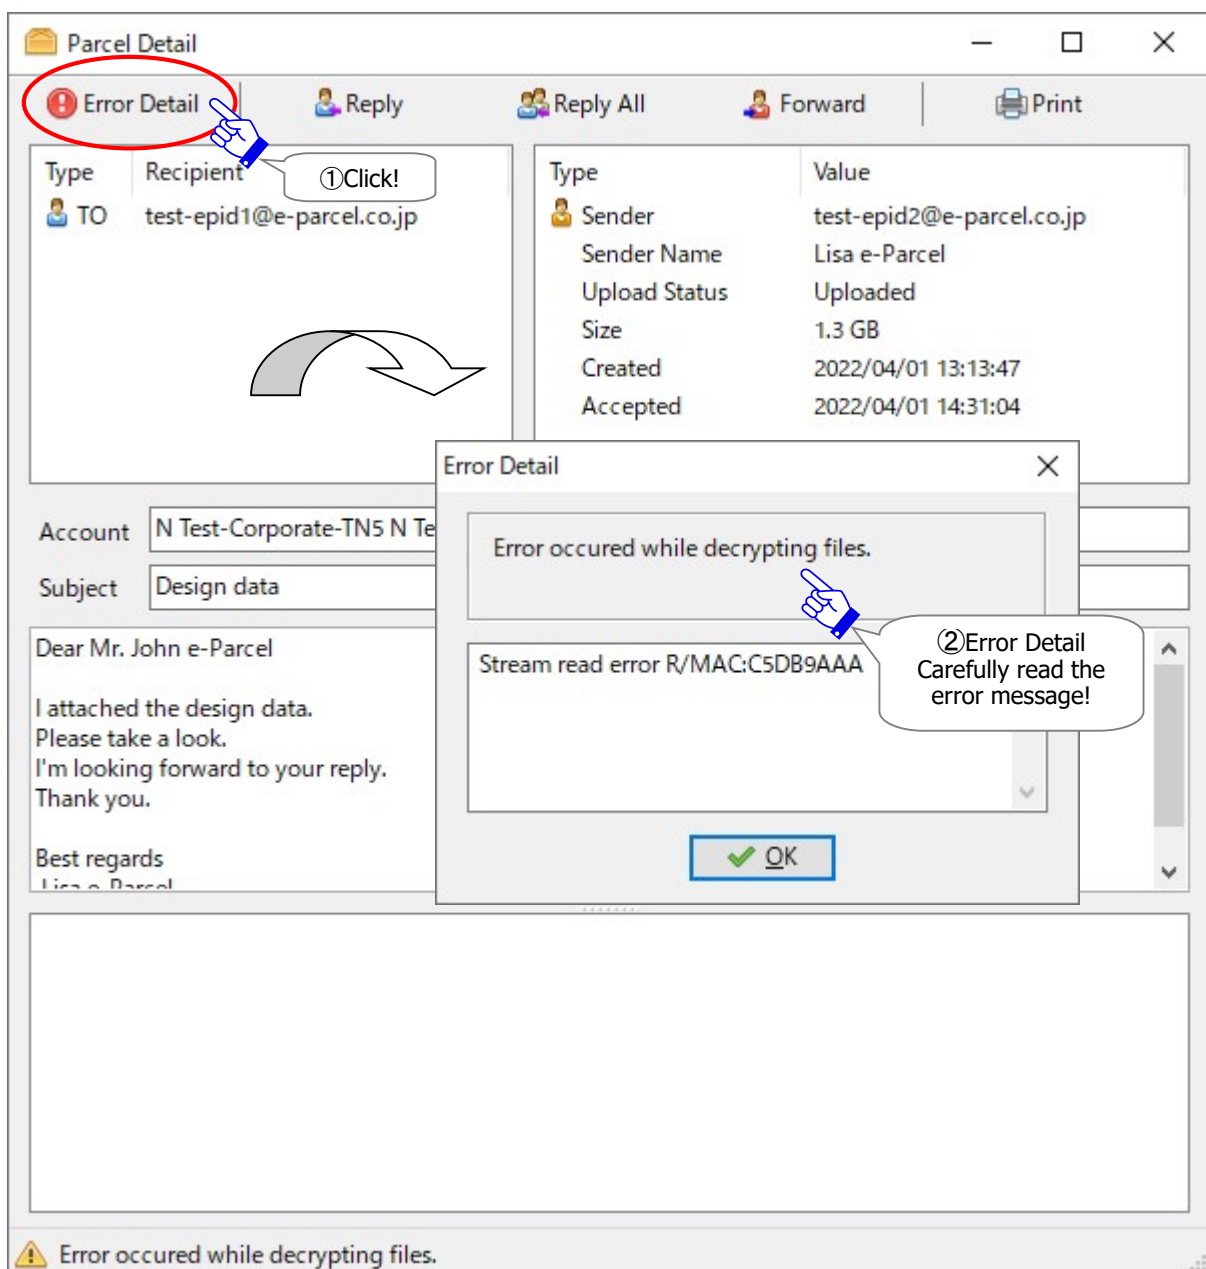 Parcel Detail
Error Detail
Reply
Reply All
Forward
Print
Type Recipient
TO test-epid1@e-parcel.co.jp
①Click!
Type Value
Sender test-epid2@e-parcel.co.jp
Sender Name Lisa e-Parcel
Upload Status Uploaded
Size 1.3 GB
Created 2022/04/01 13:13:47
Accepted 2022/04/01 14:31:04
Account N Test-Corporate-TN5 N Te
Subject Design data
Dear Mr. John e-Parcel
I attached the design data.
Please take a look.
I'm looking forward to your reply.
Thank you.
Best regards
Lisa e-Parcel
Error Detail
Error occured while decrypting files.
Stream read error R/MAC:C5DB9AAA
②Error Detail
Carefully read the
error message!
OK
Error occured while decrypting files.